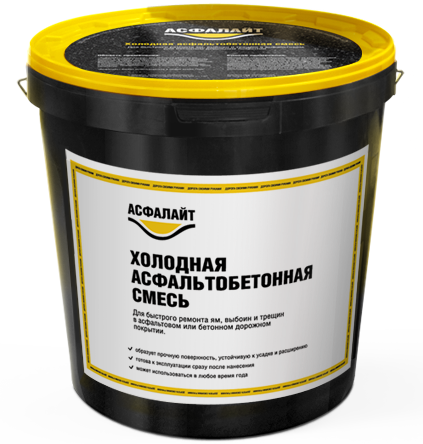 АСФАЛАЙТ
ХОЛОДНАЯ АСФАЛЬТОБЕТОННАЯ СМЕСЬ
АСФАЛАЙТ
ХОЛОДНАЯ
АСФАЛЬТОБЕТОННАЯ
СМЕСЬ
Для быстрого ремонта ям, выбоин и трещин
в асфальтовом или бетонном дорожном
покрытии.
образует прочную поверхность, устойчивую к усадке и расширению
готова к эксплуатации сразу после нанесения
может использоваться в любое время года